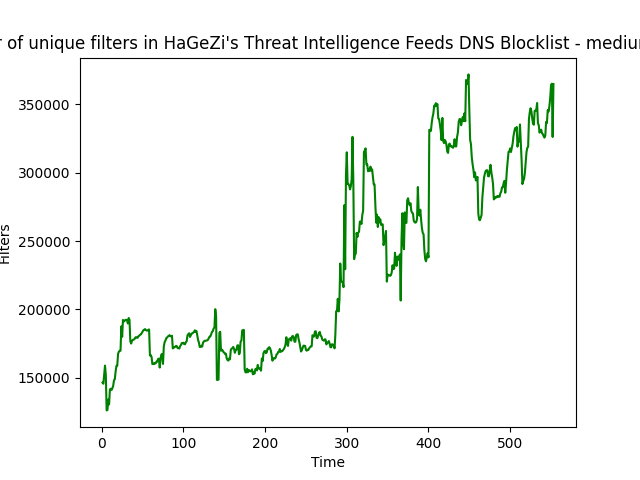 r of unique filters in HaGeZi's Threat Intelligence Feeds DNS Blocklist - mediu
350000
300000
250000
200000
150000
Filters
0 100 200 300 400 500
Time